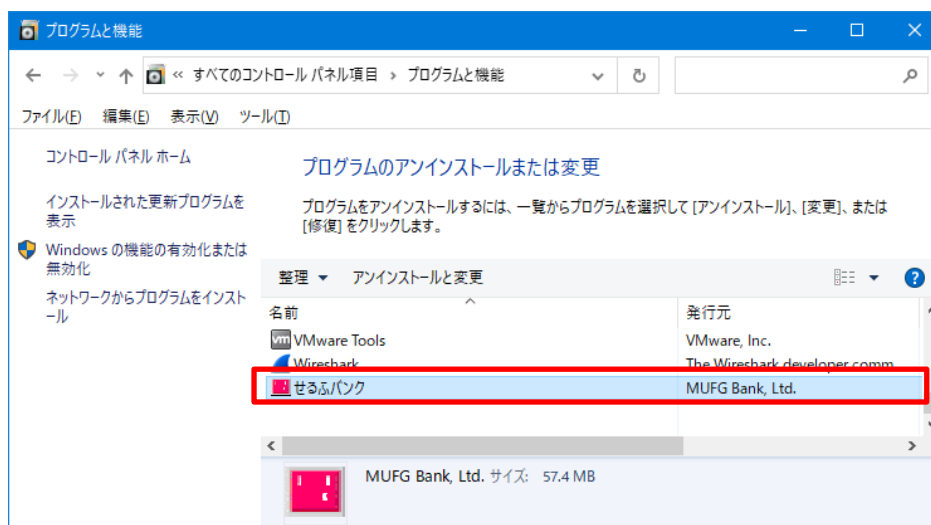 プログラムと機能
« すべてのコントロール パネル項目 › プログラムと機能
ファイル(F) 編集(E) 表示(V) ツール(T)
コントロール パネル ホーム
インストールされた更新プログラムを
表示
Windows の機能の有効化または
無効化
ネットワークからプログラムをインスト
ール
プログラムのアンインストールまたは変更
プログラムをアンインストールするには、一覧からプログラムを選択して [アンインストール]、[変更]、または
[修復] をクリックします。
整理 アンインストールと変更
名前 発行元
VMware Tools VMware, Inc.
Wireshark The Wireshark developer comm
せるふバンク MUFG Bank, Ltd.
MUFG Bank, Ltd. サイズ: 57.4 MB